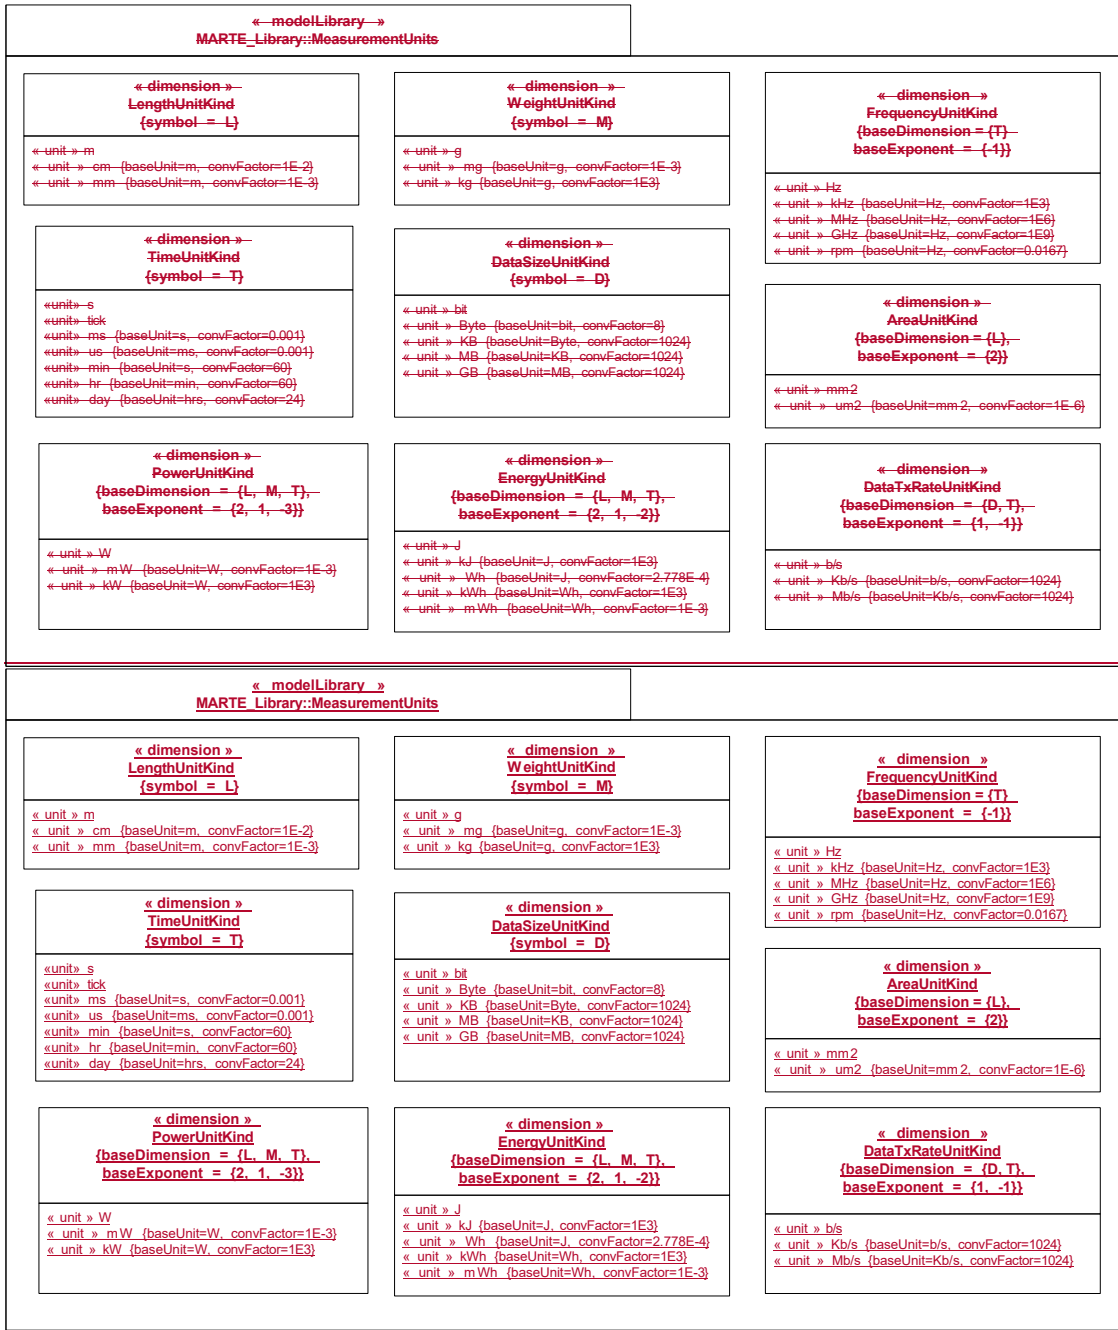 « modelLibrary »
MARTE_Library::MeasurementUnits
« dimension »
LengthUnitKind
{symbol = L}
« unit » m
« unit » cm {baseUnit=m, convFactor=1E-2}
« unit » mm {baseUnit=m, convFactor=1E-3}
« dimension »
WeightUnitKind
{symbol = M}
« unit » g
« unit » mg {baseUnit=g, convFactor=1E-3}
« unit » kg {baseUnit=g, convFactor=1E3}
« dimension »
FrequencyUnitKind
{baseDimension = {T}
baseExponent = {-1}}
« unit » Hz
« unit » kHz {baseUnit=Hz, convFactor=1E3}
« unit » MHz {baseUnit=Hz, convFactor=1E6}
« unit » GHz {baseUnit=Hz, convFactor=1E9}
« unit » rpm {baseUnit=Hz, convFactor=0.0167}
« dimension »
TimeUnitKind
{symbol = T}
«unit» s
«unit» tick
«unit» ms {baseUnit=s, convFactor=0.001}
«unit» us {baseUnit=ms, convFactor=0.001}
«unit» min {baseUnit=s, convFactor=60}
«unit» hr {baseUnit=min, convFactor=60}
«unit» day {baseUnit=hrs, convFactor=24}
« dimension »
DataSizeUnitKind
{symbol = D}
« unit » bit
« unit » Byte {baseUnit=bit, convFactor=8}
« unit » KB {baseUnit=Byte, convFactor=1024}
« unit » MB {baseUnit=KB, convFactor=1024}
« unit » GB {baseUnit=MB, convFactor=1024}
« dimension »
AreaUnitKind
{baseDimension = {L},
baseExponent = {2}}
« unit » mm2
« unit » um2 {baseUnit=mm2, convFactor=1E-6}
« dimension »
PowerUnitKind
{baseDimension = {L, M, T},
baseExponent = {2, 1, -3}}
« unit » W
« unit » mW {baseUnit=W, convFactor=1E-3}
« unit » kW {baseUnit=W, convFactor=1E3}
« dimension »
EnergyUnitKind
{baseDimension = {L, M, T},
baseExponent = {2, 1, -2}}
« unit » J
« unit » kJ {baseUnit=J, convFactor=1E3}
« unit » Wh {baseUnit=J, convFactor=2.778E-4}
« unit » kWh {baseUnit=Wh, convFactor=1E3}
« unit » mWh {baseUnit=Wh, convFactor=1E-3}
« dimension »
DataTxRateUnitKind
{baseDimension = {D, T},
baseExponent = {1, -1}}
« unit » b/s
« unit » Kb/s {baseUnit=b/s, convFactor=1024}
« unit » Mb/s {baseUnit=Kb/s, convFactor=1024}
« modelLibrary »
MARTE_Library::MeasurementUnits
« dimension »
LengthUnitKind
{symbol = L}
« unit » m
« unit » cm {baseUnit=m, convFactor=1E-2}
« unit » mm {baseUnit=m, convFactor=1E-3}
« dimension »
WeightUnitKind
{symbol = M}
« unit » g
« unit » mg {baseUnit=g, convFactor=1E-3}
« unit » kg {baseUnit=g, convFactor=1E3}
« dimension »
FrequencyUnitKind
{baseDimension = {T}
baseExponent = {-1}}
« unit » Hz
« unit » kHz {baseUnit=Hz, convFactor=1E3}
« unit » MHz {baseUnit=Hz, convFactor=1E6}
« unit » GHz {baseUnit=Hz, convFactor=1E9}
« unit » rpm {baseUnit=Hz, convFactor=0.0167}
« dimension »
TimeUnitKind
{symbol = T}
«unit» s
«unit» tick
«unit» ms {baseUnit=s, convFactor=0.001}
«unit» us {baseUnit=ms, convFactor=0.001}
«unit» min {baseUnit=s, convFactor=60}
«unit» hr {baseUnit=min, convFactor=60}
«unit» day {baseUnit=hrs, convFactor=24}
« dimension »
DataSizeUnitKind
{symbol = D}
« unit » bit
« unit » Byte {baseUnit=bit, convFactor=8}
« unit » KB {baseUnit=Byte, convFactor=1024}
« unit » MB {baseUnit=KB, convFactor=1024}
« unit » GB {baseUnit=MB, convFactor=1024}
« dimension »
AreaUnitKind
{baseDimension = {L},
baseExponent = {2}}
« unit » mm2
« unit » um2 {baseUnit=mm2, convFactor=1E-6}
« dimension »
PowerUnitKind
{baseDimension = {L, M, T},
baseExponent = {2, 1, -3}}
« unit » W
« unit » mW {baseUnit=W, convFactor=1E-3}
« unit » kW {baseUnit=W, convFactor=1E3}
« dimension »
EnergyUnitKind
{baseDimension = {L, M, T},
baseExponent = {2, 1, -2}}
« unit » J
« unit » kJ {baseUnit=J, convFactor=1E3}
« unit » Wh {baseUnit=J, convFactor=2.778E-4}
« unit » kWh {baseUnit=Wh, convFactor=1E3}
« unit » mWh {baseUnit=Wh, convFactor=1E-3}
« dimension »
DataTxRateUnitKind
{baseDimension = {D, T},
baseExponent = {1, -1}}
« unit » b/s
« unit » Kb/s {baseUnit=b/s, convFactor=1024}
« unit » Mb/s {baseUnit=Kb/s, convFactor=1024}